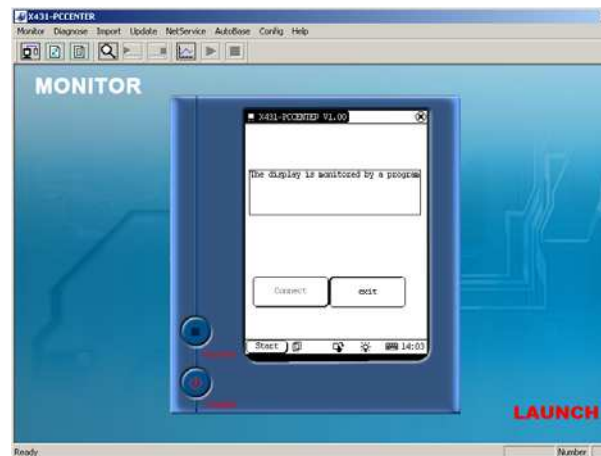 X431-PCCENTER
Monitor Diagnose Import Update NetService AutoBase Config Help
MONITOR
X431-PCCENTER V1.00
The display is monitored by a program
Connect exit
Start 14:03
LAUNCH
Ready Number